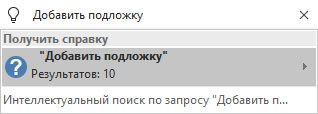 Добавить подложку
Получить справку
"Добавить подложку"
Результатов: 10
Интеллектуальный поиск по запросу "Добавить п...